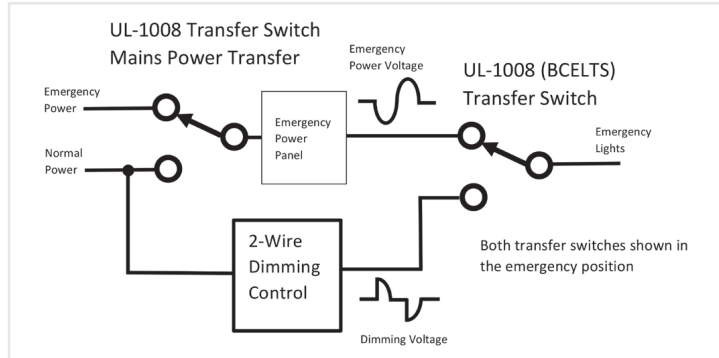 UL-1008 Transfer Switch
Mains Power Transfer
Emergency
Power Voltage
UL-1008 (BCELTS)
Transfer Switch
Emergency
Power
Emergency
Power
Panel
Emergency
Lights
Normal
Power
2-Wire
Dimming
Control
Both transfer switches shown in
the emergency position
Dimming Voltage